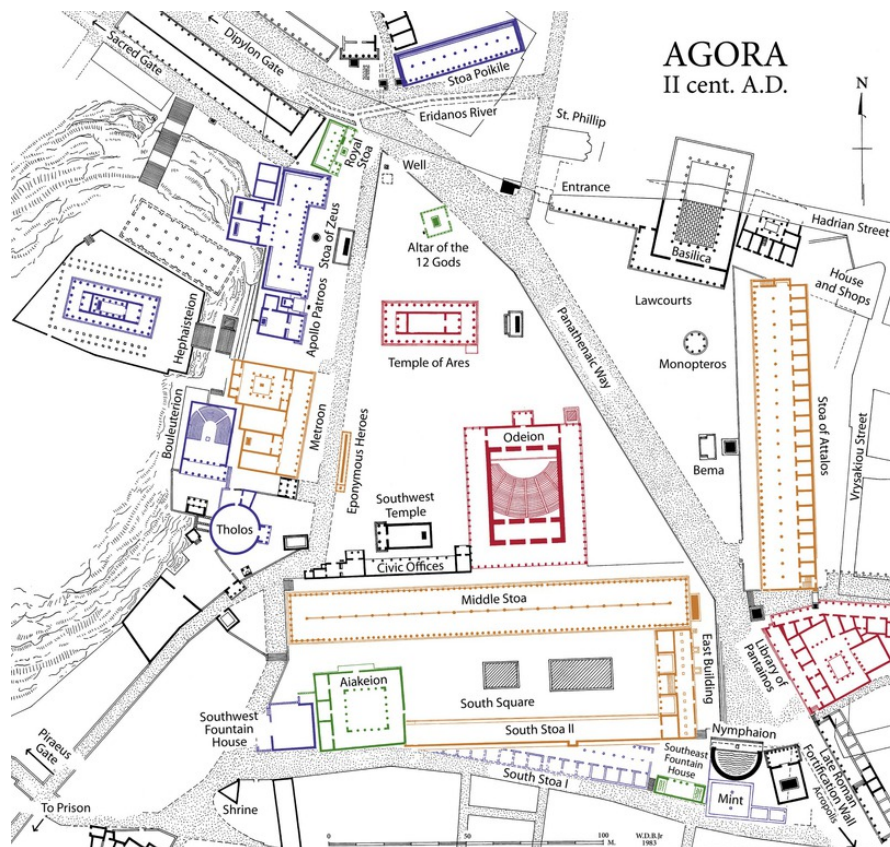 AGORA
II cent. A.D.
N
Sacred Gate
Dipylon Gate
Stoa Poikile
Eridanos River
St. Phillip
Royal
Stoa
Well
Entrance
Stoa of Zeus
Altar of the
12 Gods
Basilica
Hadrian Street
House
and Shops
Lawcourts
Hephaisteion
Apollo Patroos
Temple of Ares
Panathenaic Way
Monopteros
Bouleuterion
Metroon
Eponymous Heroes
Odeion
Bema
Stoa of Attalos
Vrysakiou Street
Tholos
Southwest
Temple
Civic Offices
Middle Stoa
East Building
Library of
Pantainos
Aiakeion
South Square
Southwest
Fountain
House
South Stoa II
Nymphaion
South Stoa I
Southeast
Fountain
House
Mint
Late Roman
Fortification Wall
Acropolis
Piraeus
Gate
To Prison
Shrine
0
50
100
M.
W.D.B.Jr
1983